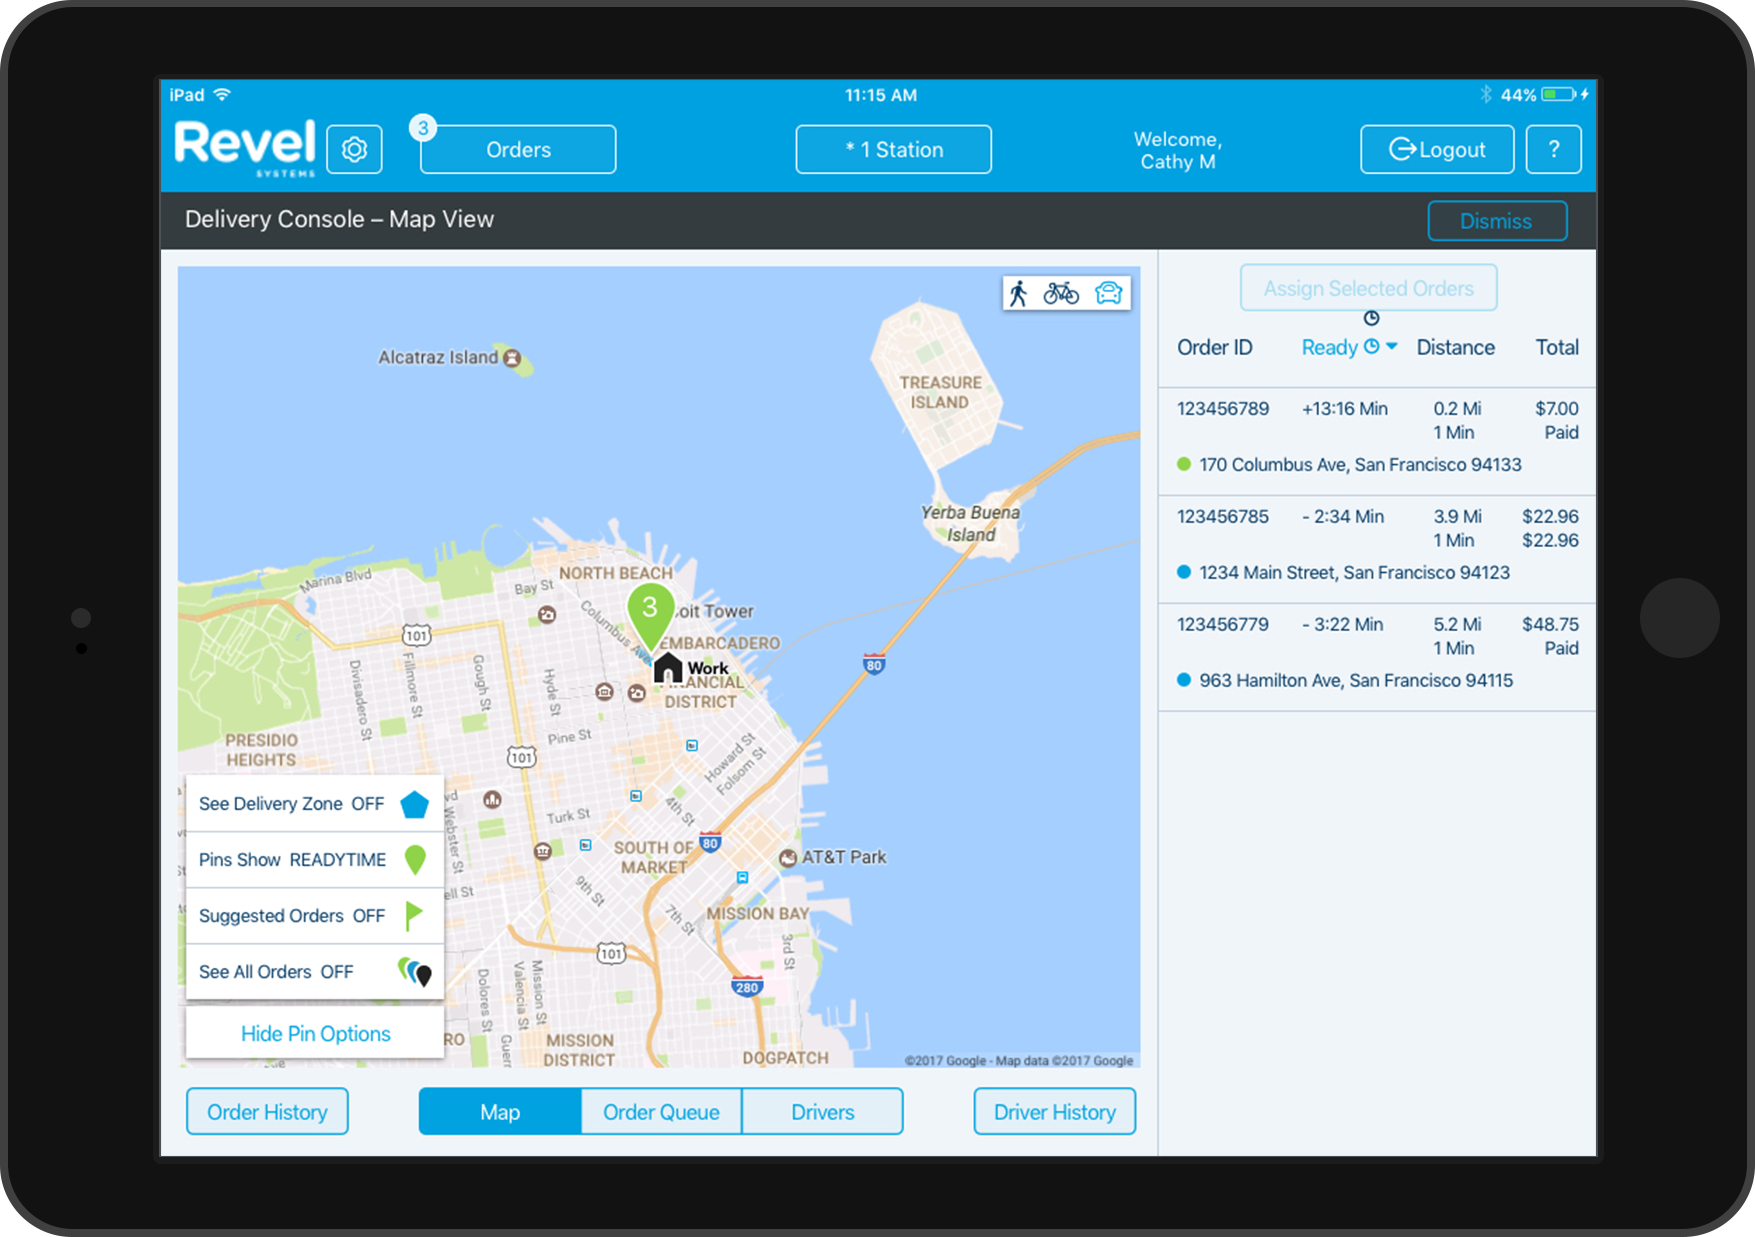 iPad
11:15 AM
44%
Revel
SYSTEMS
3
Orders
* 1 Station
Welcome,
Cathy M
Logout
?
Delivery Console – Map View
Dismiss
Alcatraz Island
TREASURE
ISLAND
Yerba Buena
Island
Marina Blvd
Bay St
NORTH BEACH
Columbus Ave
3
oit Tower
EMBARCADERO
Work
NANCIAL
DISTRICT
101
Divisadero St
Fillmore St
Gough St
Hyde St
80
PRESIDIO
HEIGHTS
101
Pine St
Howard St
Folsom St
4th St
Turk St
Webster St
SOUTH OF
MARKET
80
AT&T Park
9th St
7th St
MISSION BAY
3rd St
101
280
Dolores St
Valencia St
Mission St
MISSION
DISTRICT
DOGPATCH
©2017 Google - Map data ©2017 Google
See Delivery Zone OFF
Pins Show READYTIME
Suggested Orders OFF
See All Orders OFF
Hide Pin Options
Order History
Map
Order Queue
Drivers
Driver History
Assign Selected Orders
Order ID Ready Distance Total
123456789 +13:16 Min 0.2 Mi $7.00
1 Min Paid
170 Columbus Ave, San Francisco 94133
123456785 - 2:34 Min 3.9 Mi $22.96
1 Min $22.96
1234 Main Street, San Francisco 94123
123456779 - 3:22 Min 5.2 Mi $48.75
1 Min Paid
963 Hamilton Ave, San Francisco 94115